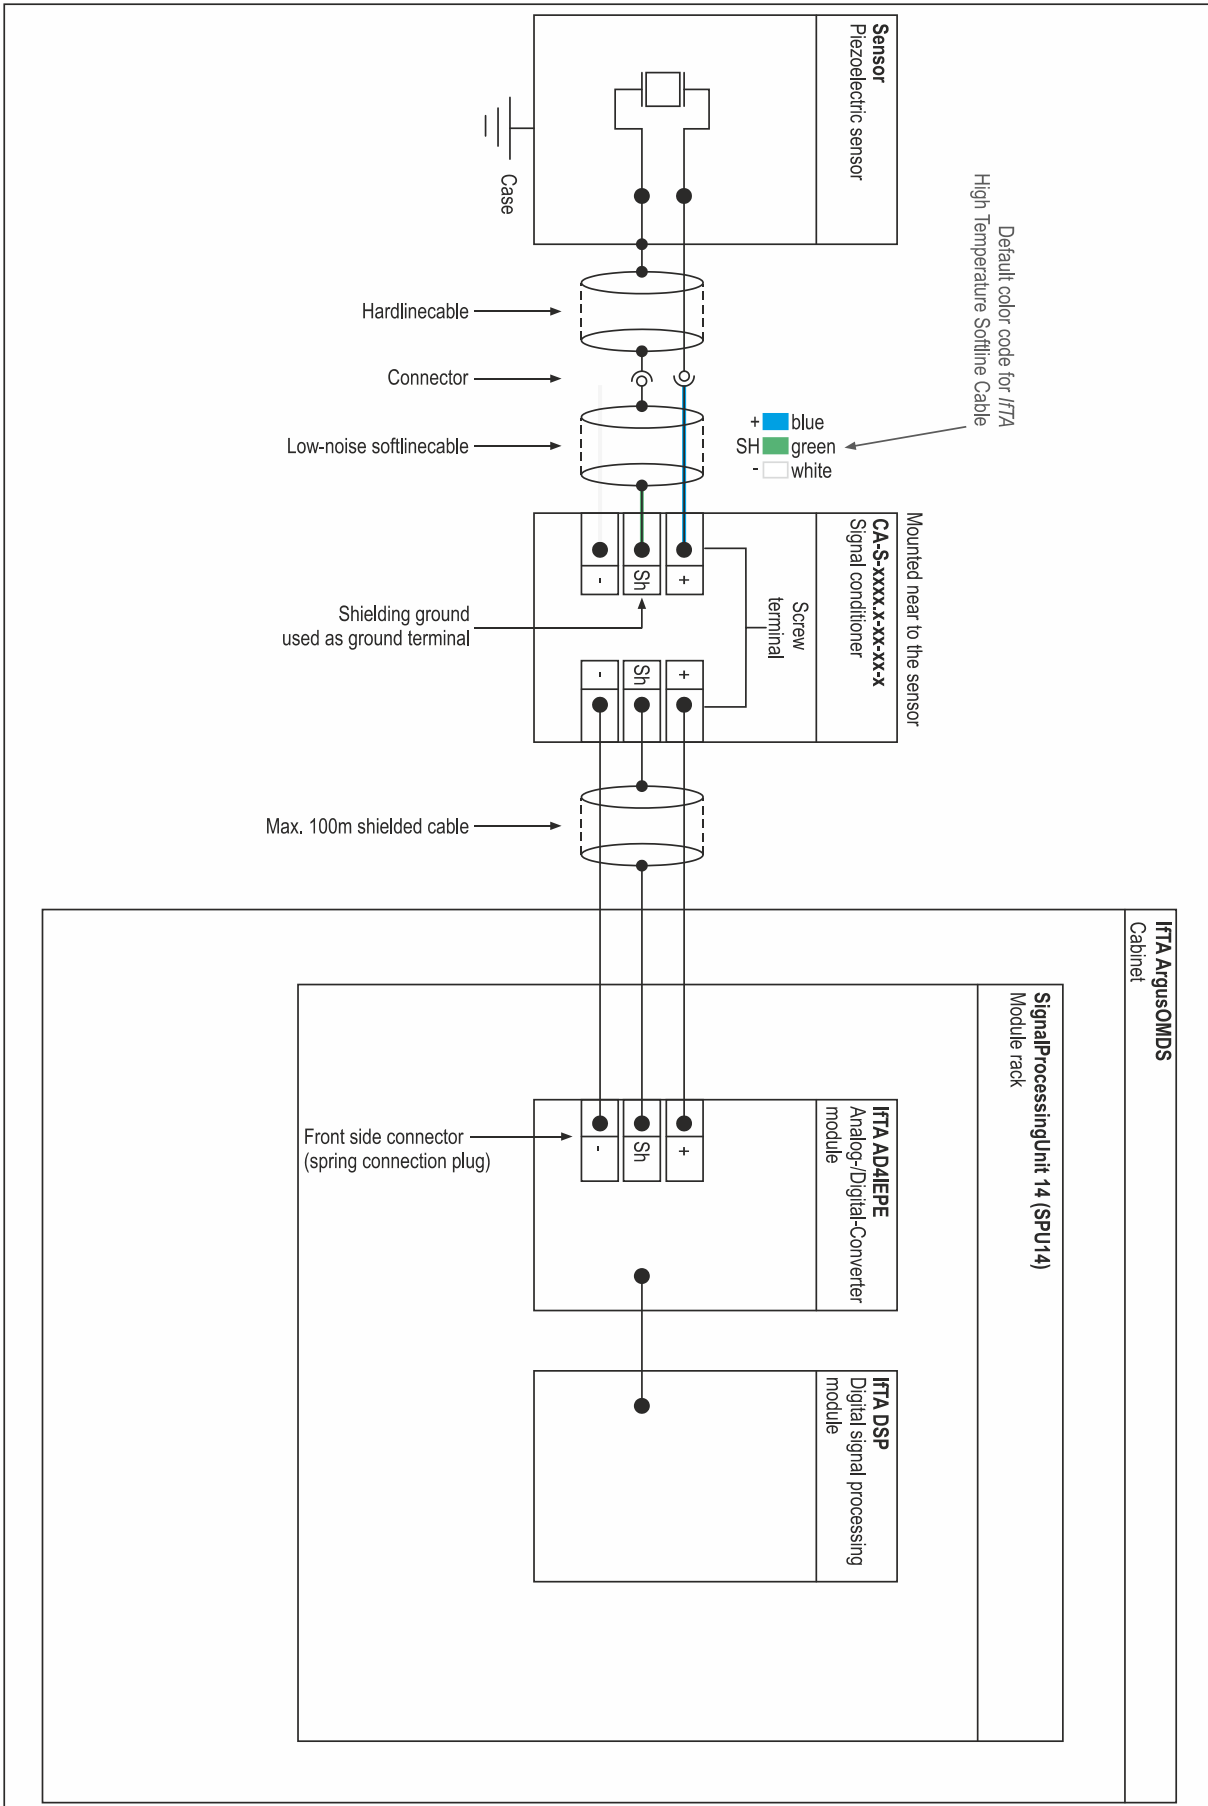 Sensor
Piezoelectric sensor
Case
Default color code for IfTA
High Temperature Softline Cable
Hardlinecable
Connector
Low-noise softlinecable
+ blue
SH green
- white
Mounted near to the sensor
CA-S-xxxx.x-xx-xx-x
Signal conditioner
Screw
terminal
- Sh +
Shielding ground
used as ground terminal
- Sh +
Max. 100m shielded cable
IfTA ArgusOMDS
Cabinet
SignalProcessingUnit 14 (SPU14)
Module rack
IfTA AD4IEPE
Analog-/Digital-Converter
module
- Sh +
Front side connector
(spring connection plug)
IfTA DSP
Digital signal processing
module